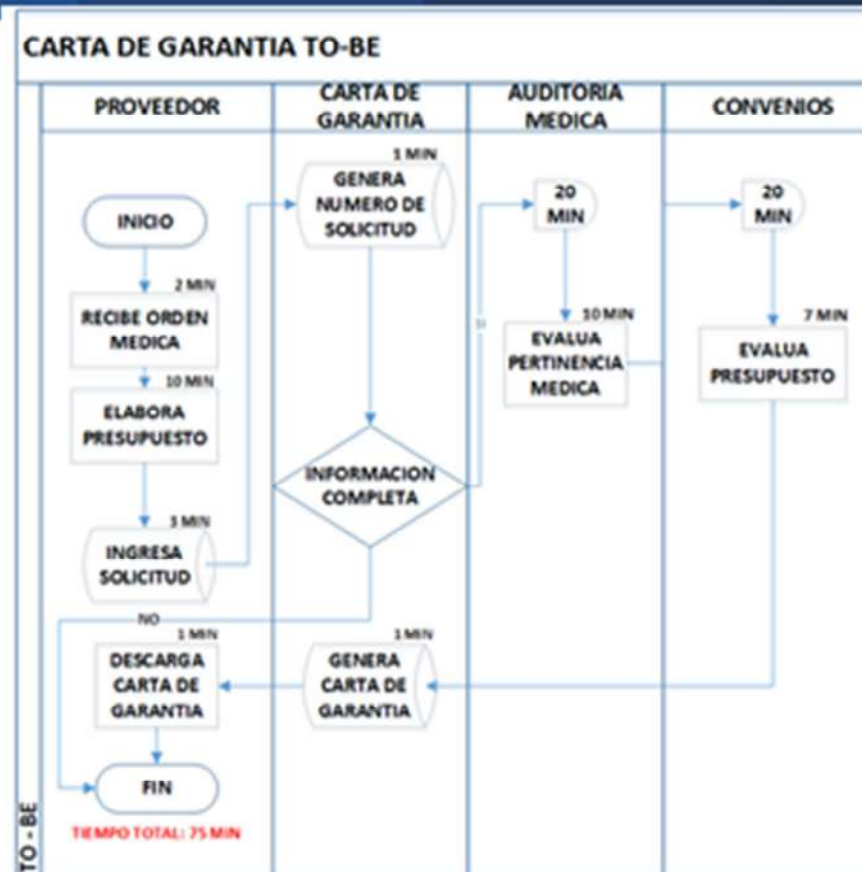 CARTA DE GARANTIA TO-BE
PROVEEDOR
CARTA DE
GARANTIA
AUDITORIA
MEDICA
CONVENIOS
INICIO
2 MIN
RECIBE ORDEN
MEDICA
10 MIN
ELABORA
PRESUPUESTO
3 MIN
INGRESA
SOLICITUD
1 MIN
GENERA
NUMERO DE
SOLICITUD
INFORMACION
COMPLETA
SI
20
MIN
10 MIN
EVALUA
PERTINENCIA
MEDICA
20
MIN
7 MIN
EVALUA
PRESUPUESTO
1 MIN
GENERA
CARTA DE
GARANTIA
NO
1 MIN
DESCARGA
CARTA DE
GARANTIA
FIN
TIEMPO TOTAL: 75 MIN
TO - BE